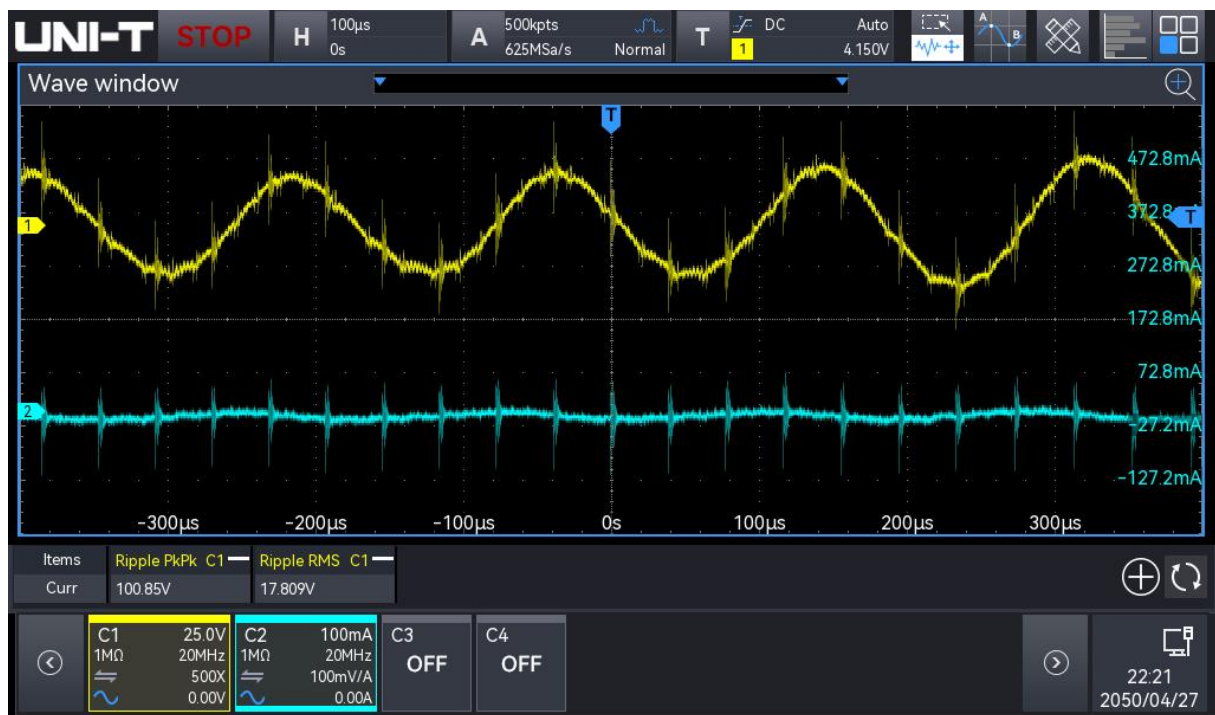 UNI-T STOP H 100µs 0s A 500kpts 625MSa/s Normal T DC 1 Auto 4.150V A B
Wave window
T
472.8mA
1 372.8 T
272.8mA
172.8mA
72.8mA
2 -27.2mA
-127.2mA
-300µs -200µs -100µs 0s 100µs 200µs 300µs
Items Ripple PkPk C1 Ripple RMS C1
Curr 100.85V 17.809V
C1 25.0V C2 100mA C3 C4
1MΩ 20MHz 1MΩ 20MHz OFF OFF
500X 100mV/A 22:21
0.00V 0.00A 2050/04/27